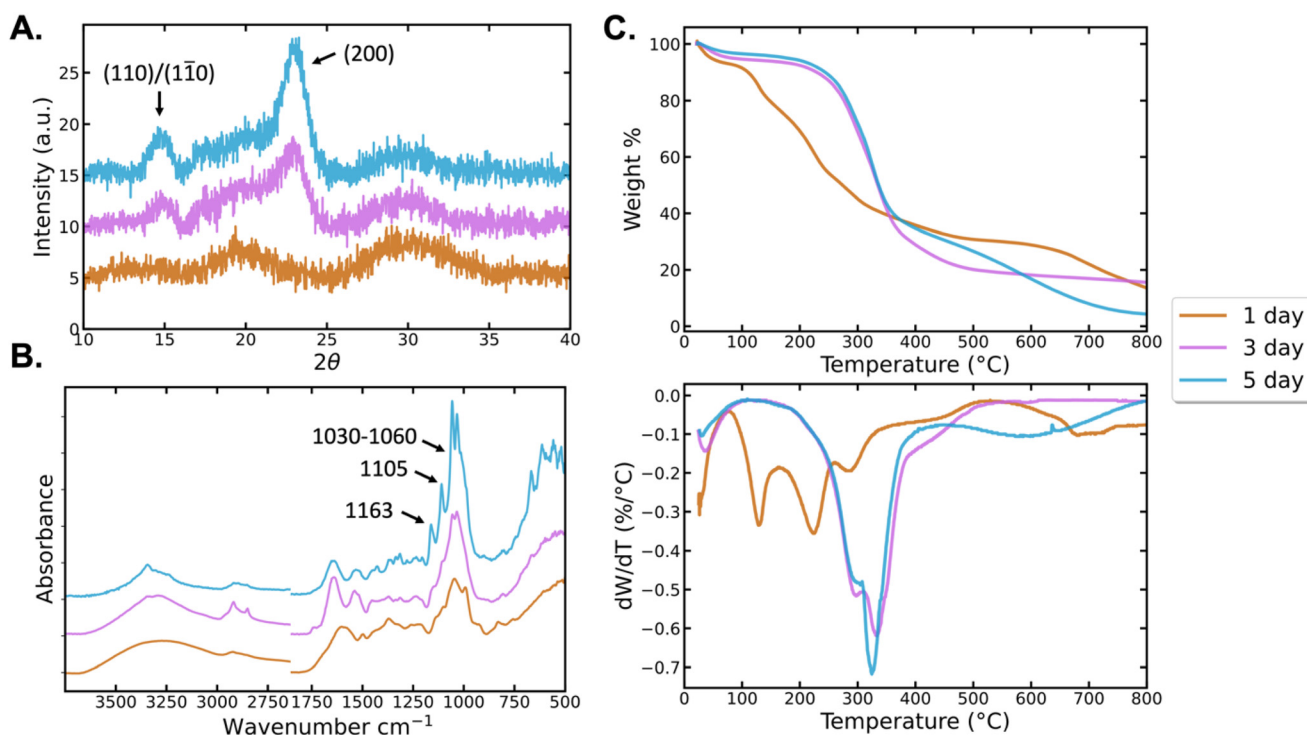 A.
(110)/(11̄0)
(200)
Intensity (a.u.)
25
20
15
10
5
0
10 15 20 25 30 35 40
2θ
B.
1030-1060
1105
1163
Absorbance
3500 3250 3000 2750 1750 1500 1250 1000 750 500
Wavenumber cm⁻¹
C.
Weight %
100
80
60
40
20
0
0 100 200 300 400 500 600 700 800
Temperature (°C)
dW/dT (%/°C)
0.0
−0.1
−0.2
−0.3
−0.4
−0.5
−0.6
−0.7
0 100 200 300 400 500 600 700 800
Temperature (°C)
1 day
3 day
5 day